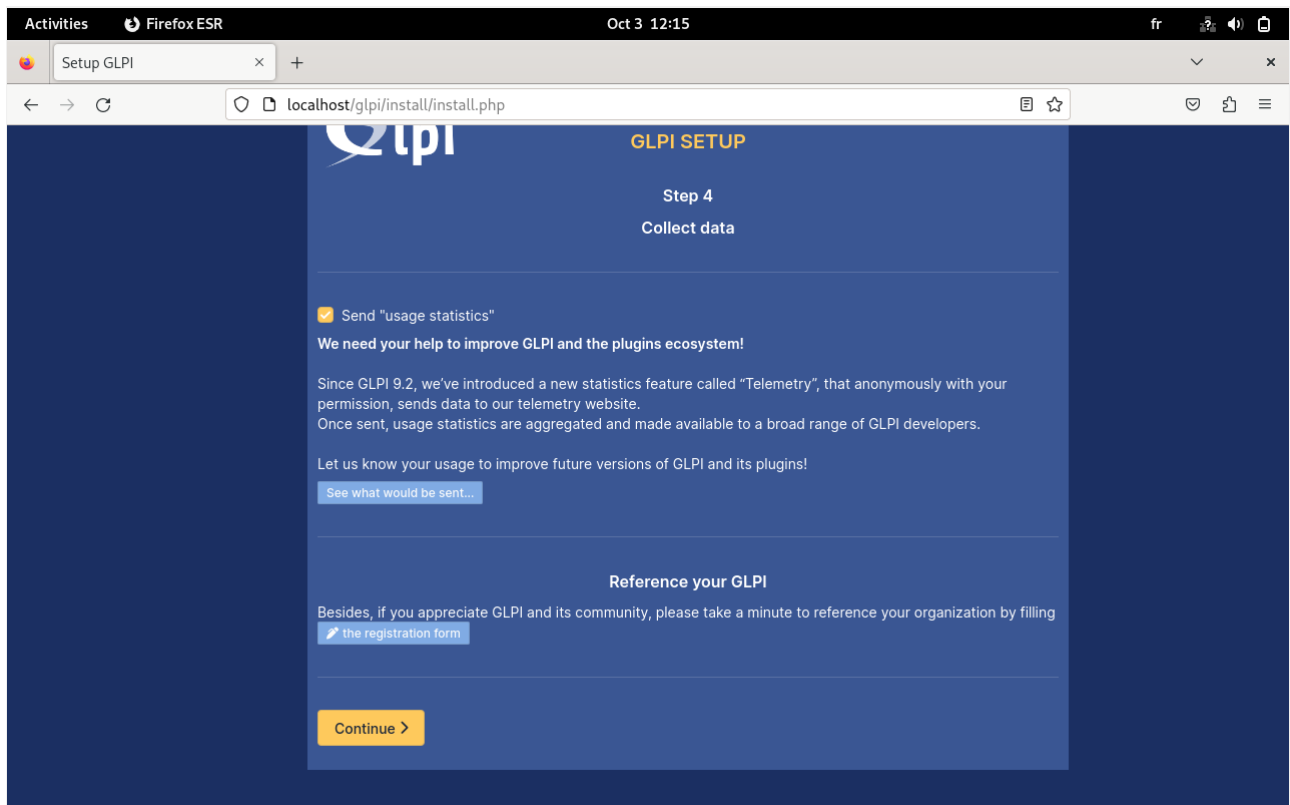 Activities Firefox ESR Oct 3 12:15 fr
Setup GLPI
localhost/glpi/install/install.php
Glpi
GLPI SETUP
Step 4
Collect data
Send "usage statistics"
We need your help to improve GLPI and the plugins ecosystem!
Since GLPI 9.2, we’ve introduced a new statistics feature called “Telemetry”, that anonymously with your
permission, sends data to our telemetry website.
Once sent, usage statistics are aggregated and made available to a broad range of GLPI developers.
Let us know your usage to improve future versions of GLPI and its plugins!
See what would be sent...
Reference your GLPI
Besides, if you appreciate GLPI and its community, please take a minute to reference your organization by filling
the registration form
Continue